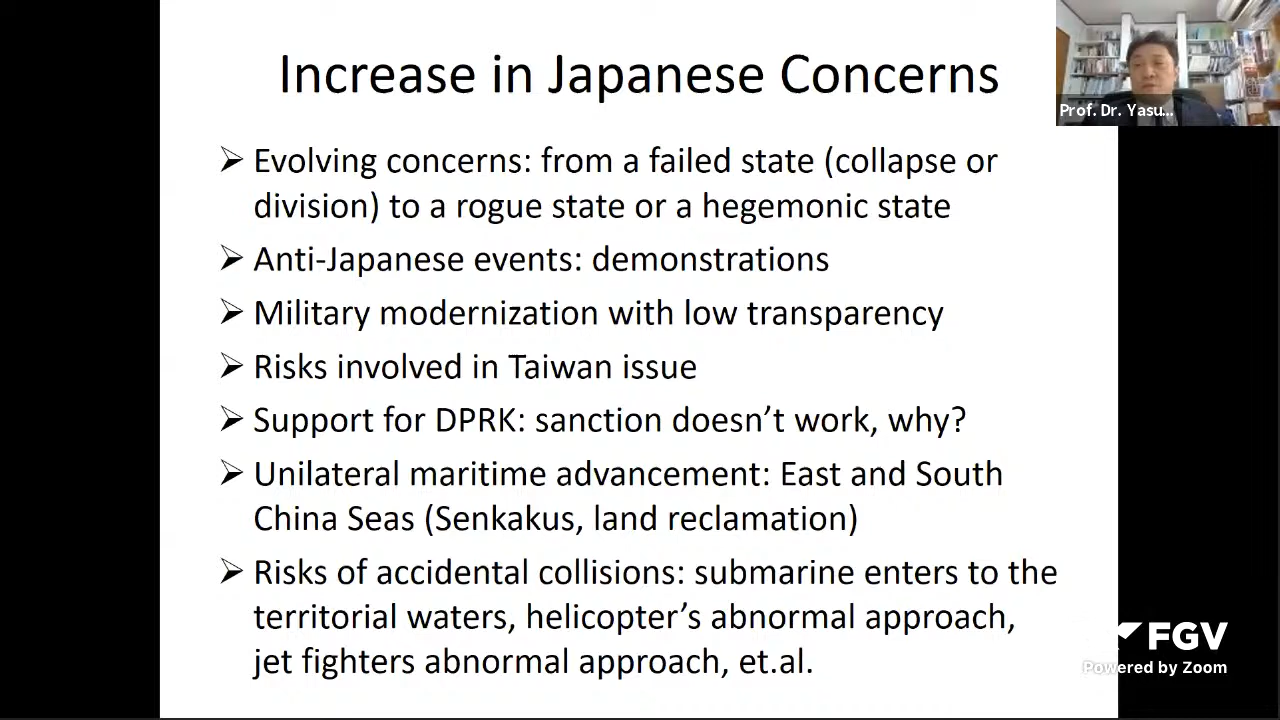 Increase in Japanese Concerns
Prof. Dr. Yasu...
➢ Evolving concerns: from a failed state (collapse or
division) to a rogue state or a hegemonic state
➢ Anti-Japanese events: demonstrations
➢ Military modernization with low transparency
➢ Risks involved in Taiwan issue
➢ Support for DPRK: sanction doesn’t work, why?
➢ Unilateral maritime advancement: East and South
China Seas (Senkakus, land reclamation)
➢ Risks of accidental collisions: submarine enters to the
territorial waters, helicopter’s abnormal approach,
jet fighters abnormal approach, et.al.
FGV
Powered by Zoom